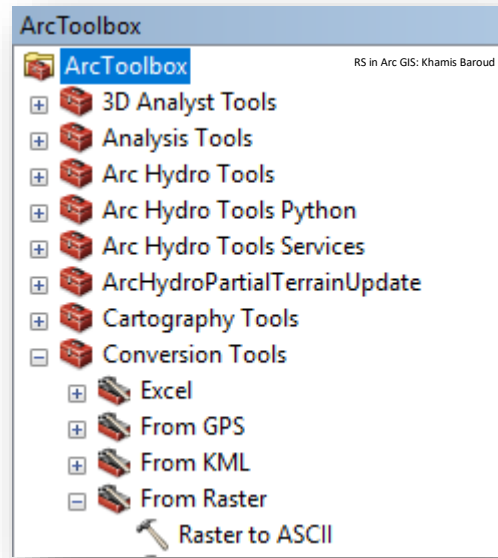 ArcToolbox
ArcToolbox
RS in Arc GIS: Khamis Baroud
3D Analyst Tools
Analysis Tools
Arc Hydro Tools
Arc Hydro Tools Python
Arc Hydro Tools Services
ArcHydroPartialTerrainUpdate
Cartography Tools
Conversion Tools
Excel
From GPS
From KML
From Raster
Raster to ASCII